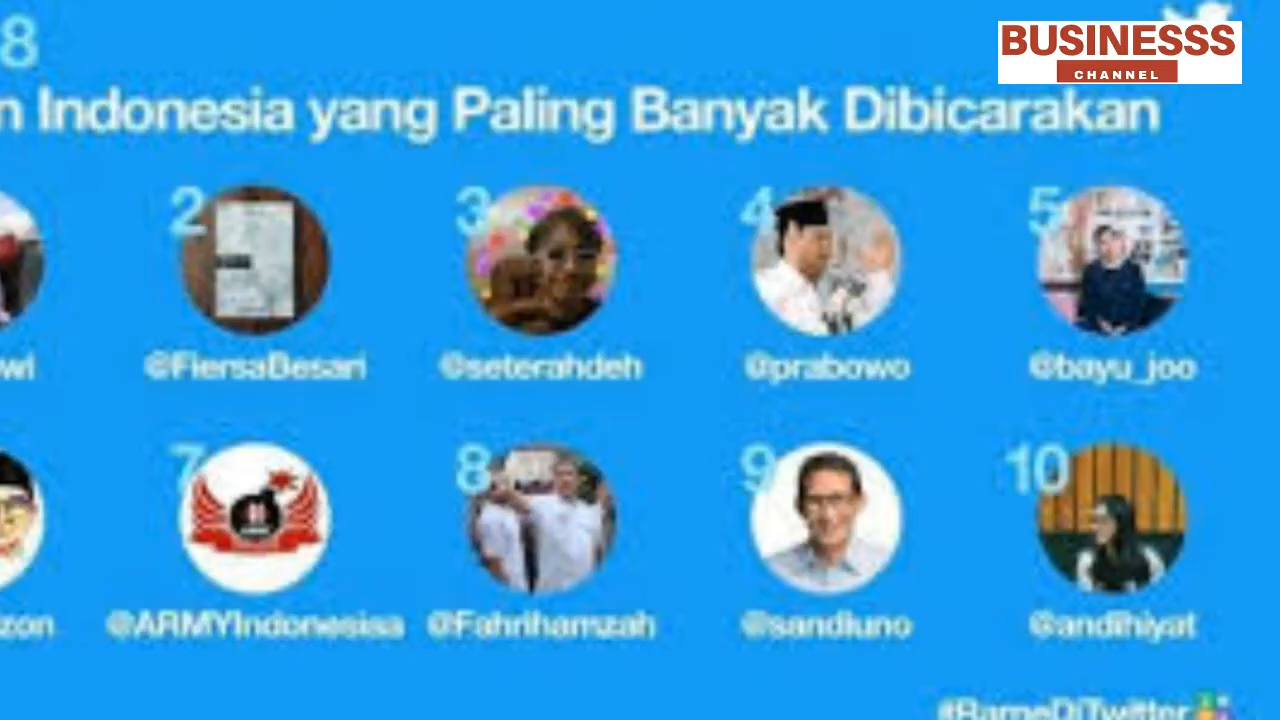 8
BUSINESSS
CHANNEL
n Indonesia yang Paling Banyak Dibicarakan
2
3
4
5
wi
@FiersaBesari
@seterahdeh
@prabowo
@bayu_joo
7
8
9
10
zon
@ARMYIndonesiaa
@Fahrihamzah
@sandiuno
@andihiyat
#RameDiTwitter